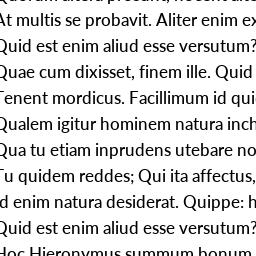 At multis se probavit. Aliter enim ex
Quid est enim aliud esse versutum?
Quae cum dixisset, finem ille. Quid
Tenent mordicus. Facillimum id qui
Qualem igitur hominem natura inch
Qua tu etiam inprudens utebare no
Tu quidem reddes; Qui ita affectus,
Id enim natura desiderat. Quippe: h
Quid est enim aliud esse versutum?
Hoc Hieronymus summum bonum